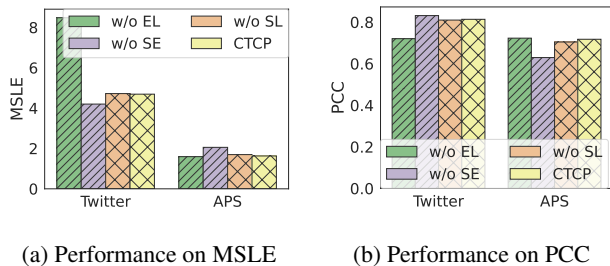 MSLE
8
6
4
2
0
w/o EL
w/o SL
w/o SE
CTCP
Twitter
APS
(a) Performance on MSLE
PCC
0.8
0.6
0.4
0.2
0.0
w/o EL
w/o SL
w/o SE
CTCP
Twitter
APS
(b) Performance on PCC